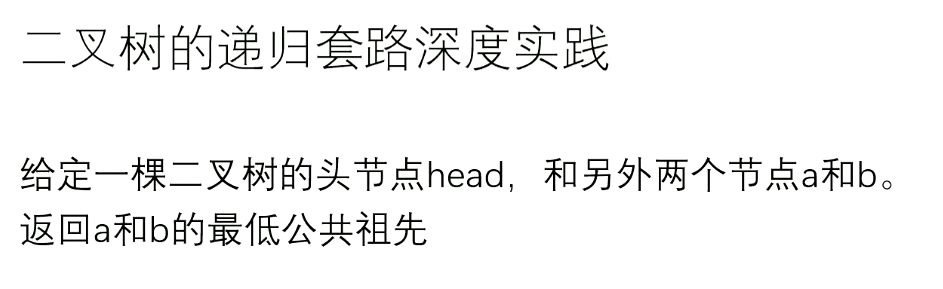 二叉树的递归套路深度实践
给定一棵二叉树的头节点head，和另外两个节点a和b。
返回a和b的最低公共祖先